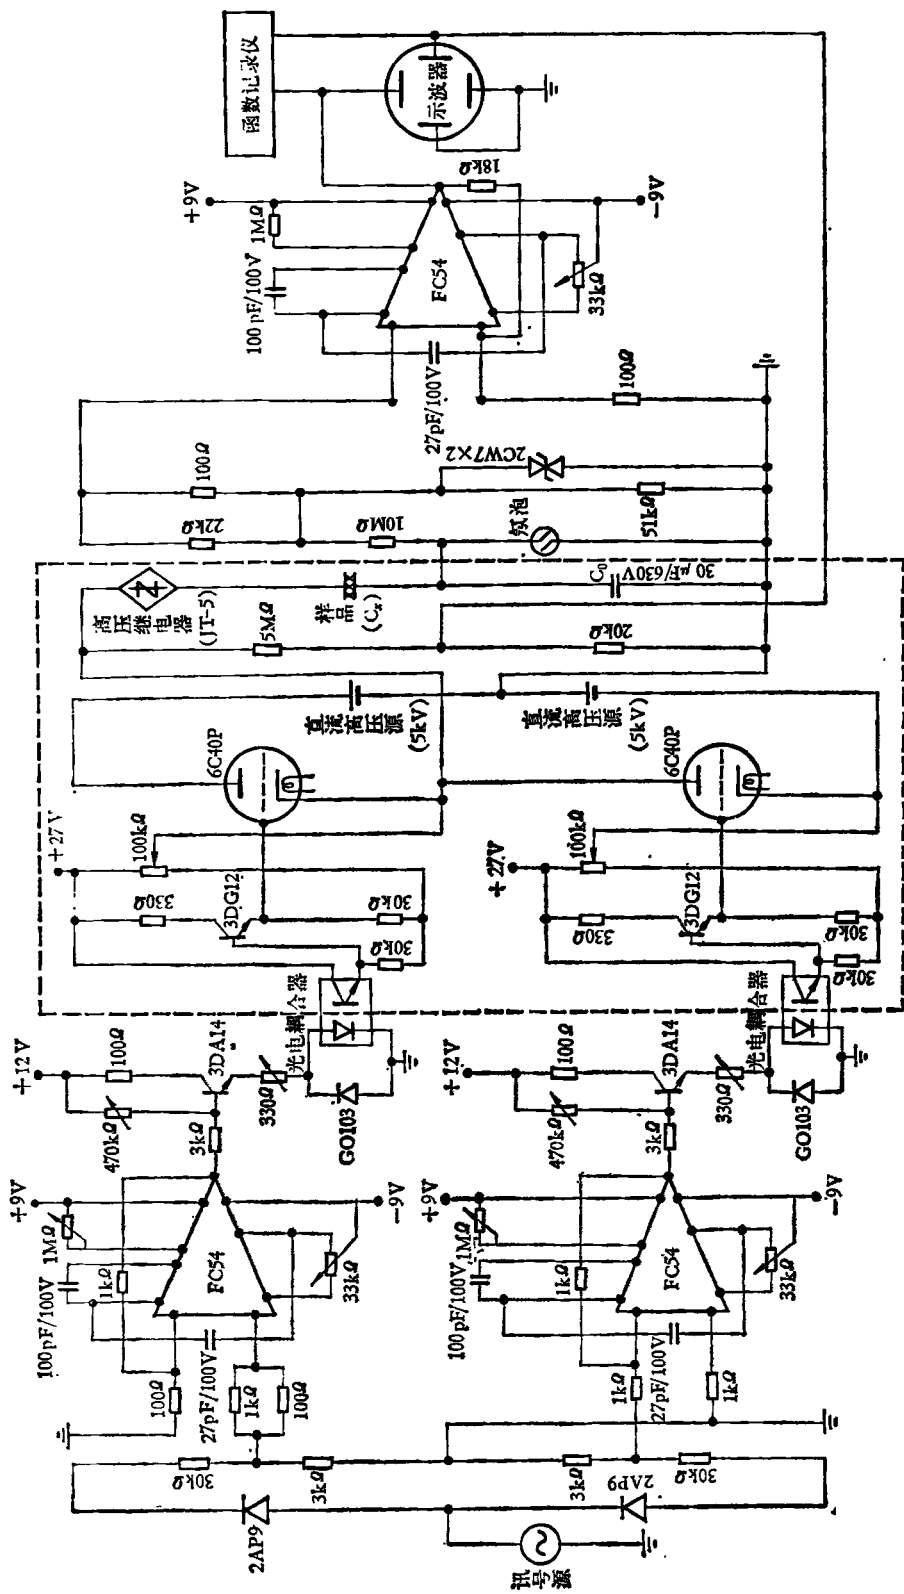 讯号源
2AP9
30kΩ
3kΩ
3kΩ
2AP9
30kΩ
100Ω
27pF/100V
1kΩ
100Ω
100pF/100V
1MΩ
+9V
1kΩ
FC54
33kΩ
−9V
3kΩ
470kΩ
+12V
100Ω
3DA14
330Ω
GO103
光电耦合器
1kΩ
27pF/100V
1kΩ
100pF/100V
1MΩ
+9V
1kΩ
FC54
33kΩ
−9V
3kΩ
470kΩ
+12V
100Ω
3DA14
330Ω
GO103
光电耦合器
+27V
330Ω
3DG12
100kΩ
30kΩ
30kΩ
6C40P
+27V
330Ω
3DG12
100kΩ
30kΩ
30kΩ
6C40P
直流高压源
(5kV)
直流高压源
(5kV)
高压继电器
(JT-5)
5MΩ
样品
(Cx)
20kΩ
C0
30μF/630V
22kΩ
100Ω
10MΩ
氖泡
51kΩ
2CW7×2
100Ω
27pF/100V
100pF/100V
1MΩ
+9V
FC54
33kΩ
−9V
18kΩ
示波器
函数记录仪